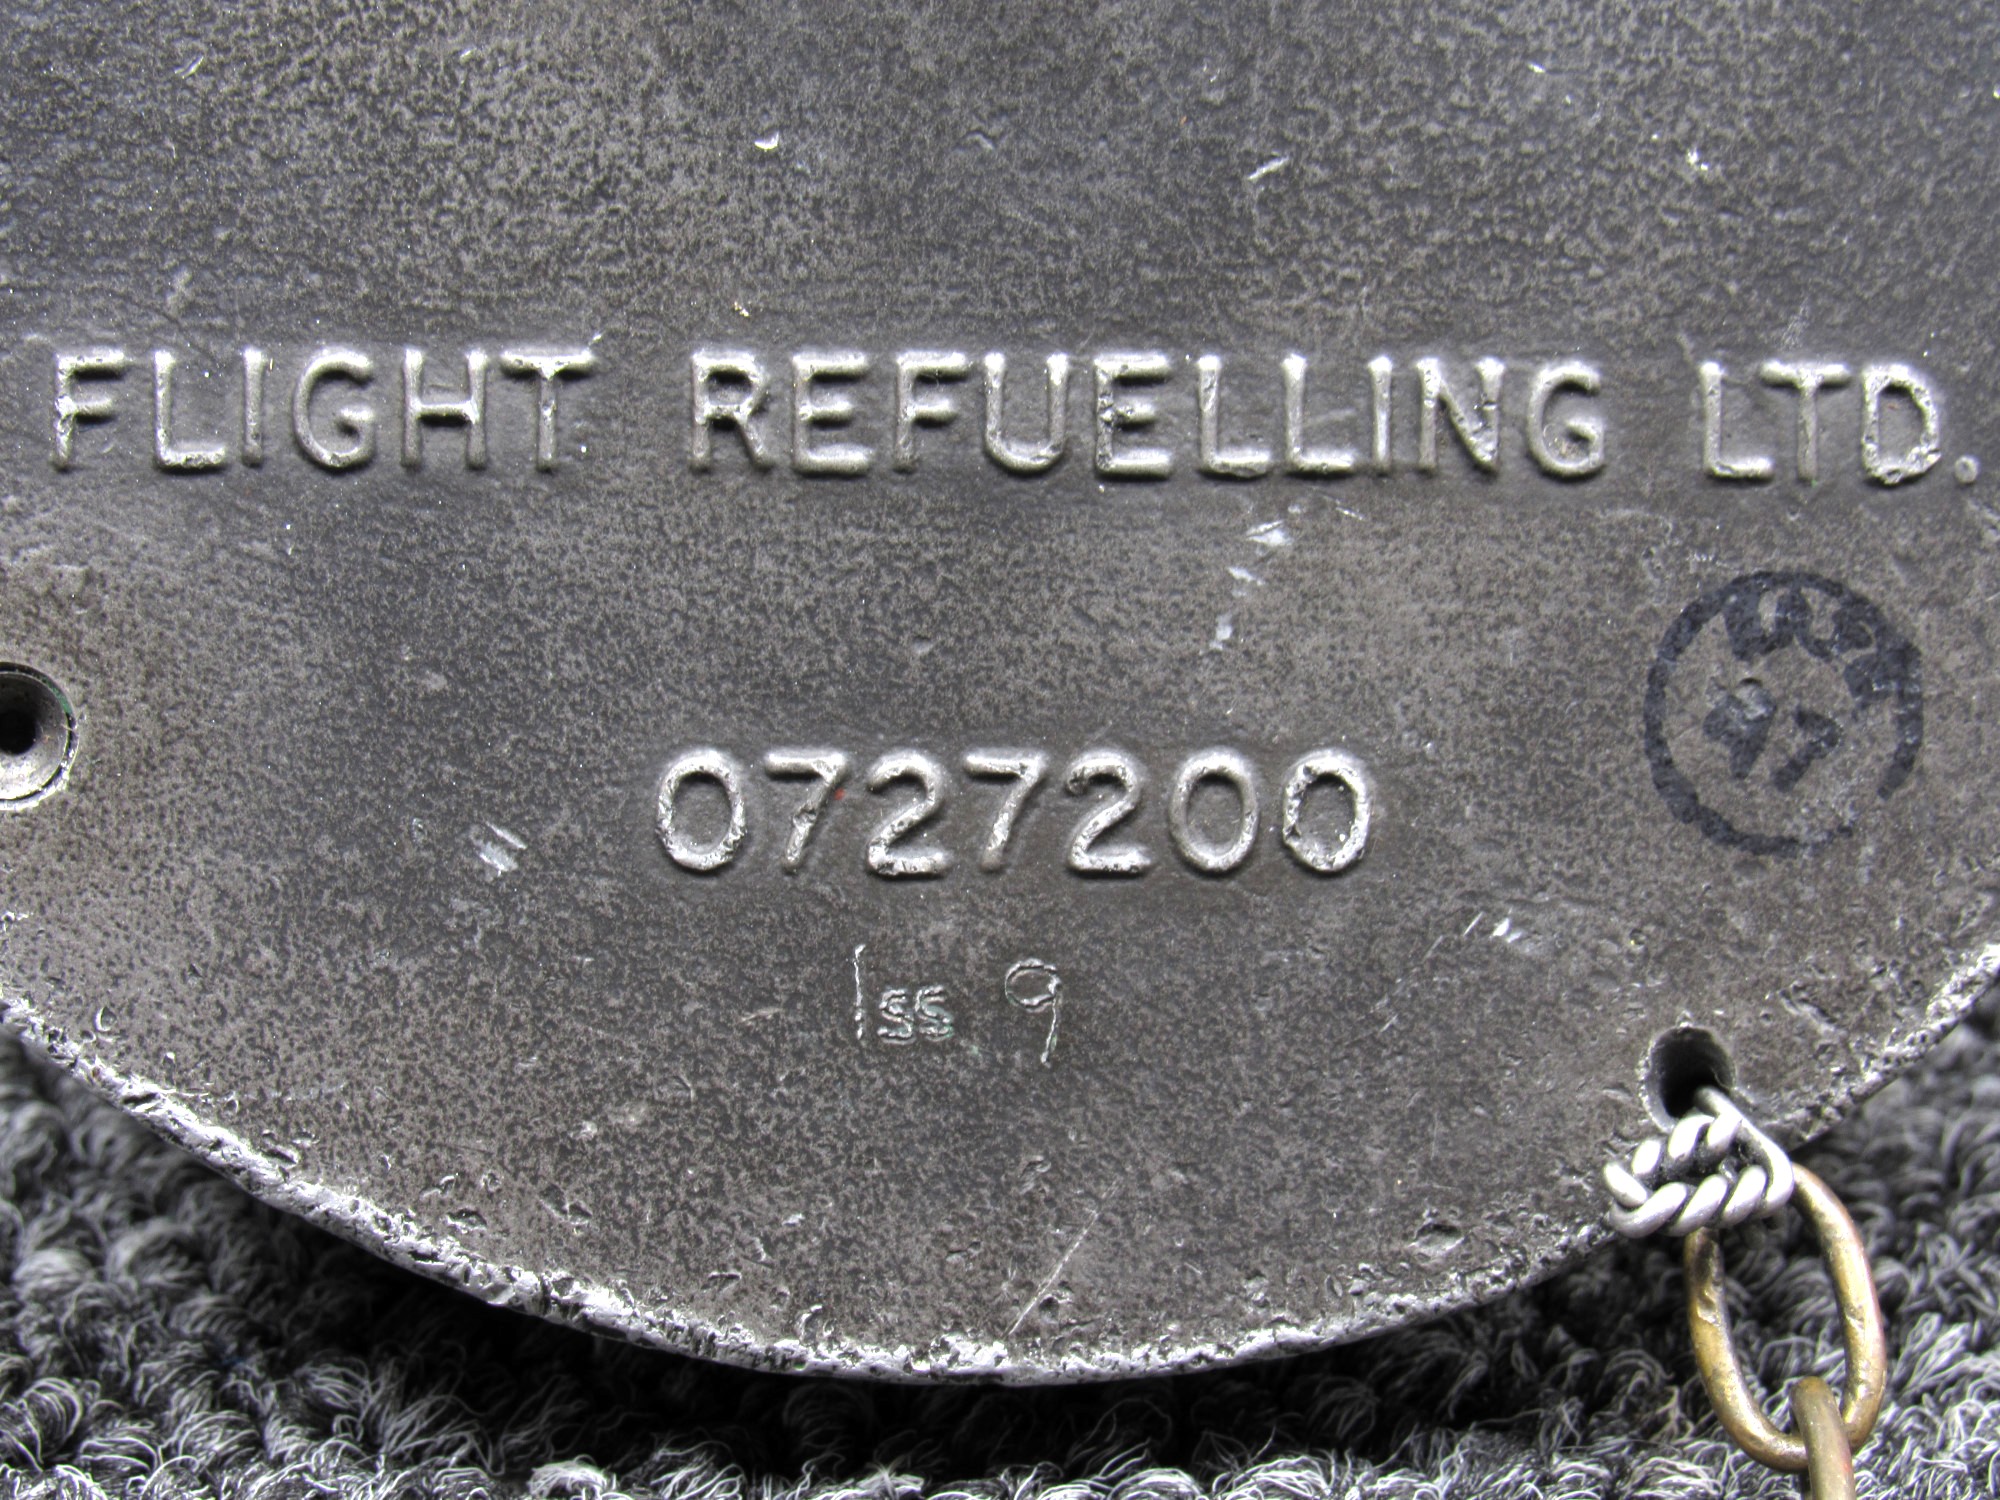 FLIGHT REFUELLING LTD.
0727200
Iss 9